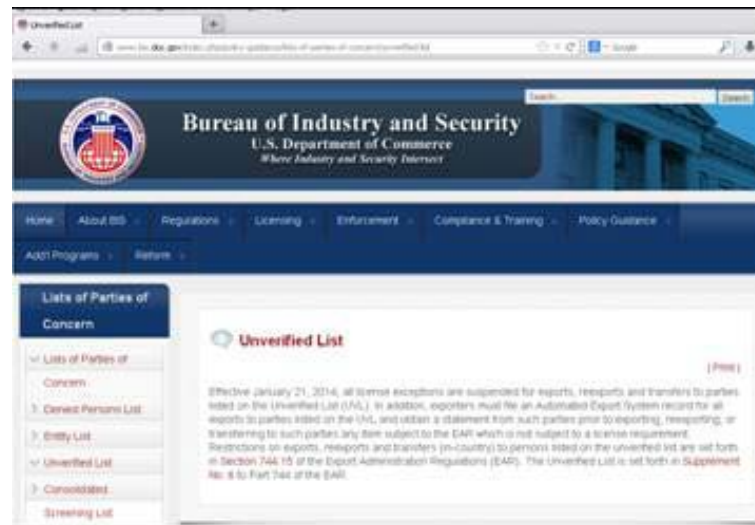 Unverified List
Google
Search
Bureau of Industry and Security
U.S. Department of Commerce
Where Industry and Security Intersect
Home About BIS Regulations Licensing Enforcement Compliance & Training Policy Guidance
Add'l Programs Reform
Lists of Parties of
Concern
Lists of Parties of
Concern
Denied Persons List
Entity List
Unverified List
Consolidated
Screening List
Unverified List
[ Print ]
Effective January 21, 2014, all license exceptions are suspended for exports, reexports and transfers to parties
listed on the Unverified List (UVL). In addition, exporters must file an Automated Export System record for all
exports to parties listed on the UVL and obtain a statement from such parties prior to exporting, reexporting, or
transferring to such parties any item subject to the EAR which is not subject to a license requirement.
Restrictions on exports, reexports and transfers (in-country) to persons listed on the unverified list are set forth
in Section 744.15 of the Export Administration Regulations (EAR). The Unverified List is set forth in Supplement
No. 6 to Part 744 of the EAR.